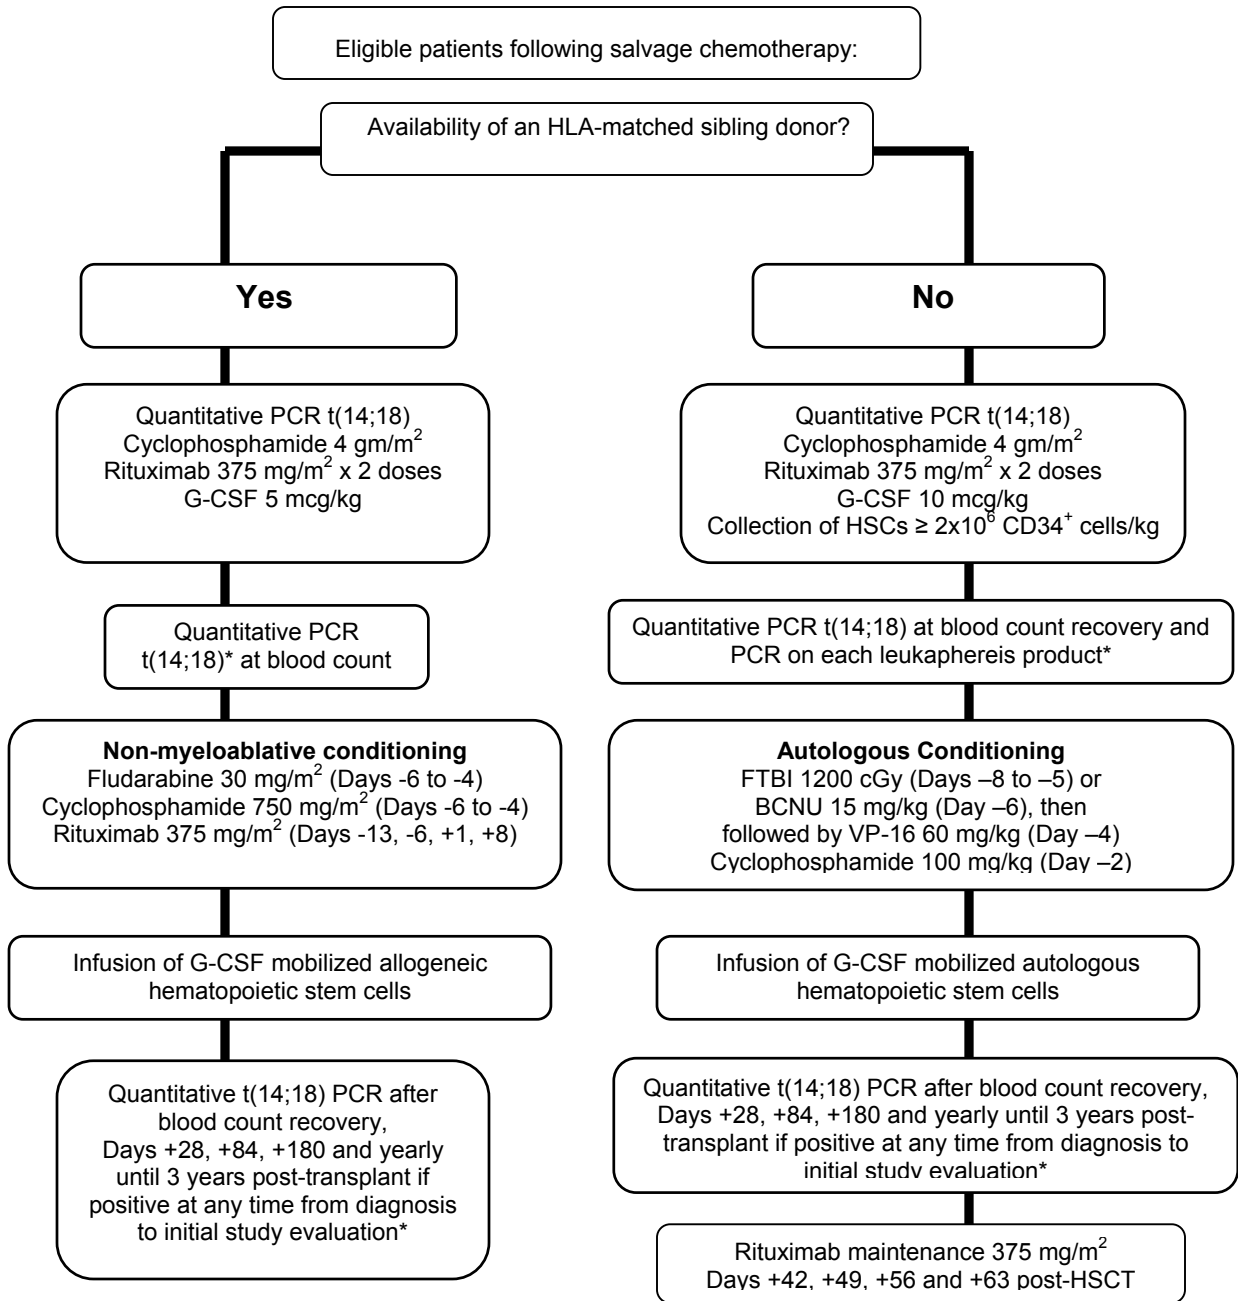 Eligible patients following salvage chemotherapy:
Availability of an HLA-matched sibling donor?
Yes
Quantitative PCR t(14;18)
Cyclophosphamide 4 gm/m²
Rituximab 375 mg/m² x 2 doses
G-CSF 5 mcg/kg
Quantitative PCR
t(14;18)* at blood count
Non-myeloablative conditioning
Fludarabine 30 mg/m² (Days -6 to -4)
Cyclophosphamide 750 mg/m² (Days -6 to -4)
Rituximab 375 mg/m² (Days -13, -6, +1, +8)
Infusion of G-CSF mobilized allogeneic
hematopoietic stem cells
Quantitative t(14;18) PCR after
blood count recovery,
Days +28, +84, +180 and yearly
until 3 years post-transplant if
positive at any time from diagnosis
to initial study evaluation*
No
Quantitative PCR t(14;18)
Cyclophosphamide 4 gm/m²
Rituximab 375 mg/m² x 2 doses
G-CSF 10 mcg/kg
Collection of HSCs ≥ 2x10⁶ CD34⁺ cells/kg
Quantitative PCR t(14;18) at blood count recovery and
PCR on each leukaphereis product*
Autologous Conditioning
FTBI 1200 cGy (Days –8 to –5) or
BCNU 15 mg/kg (Day –6), then
followed by VP-16 60 mg/kg (Day –4)
Cyclophosphamide 100 mg/kg (Day –2)
Infusion of G-CSF mobilized autologous
hematopoietic stem cells
Quantitative t(14;18) PCR after blood count recovery,
Days +28, +84, +180 and yearly until 3 years post-
transplant if positive at any time from diagnosis to
initial study evaluation*
Rituximab maintenance 375 mg/m²
Days +42, +49, +56 and +63 post-HSCT